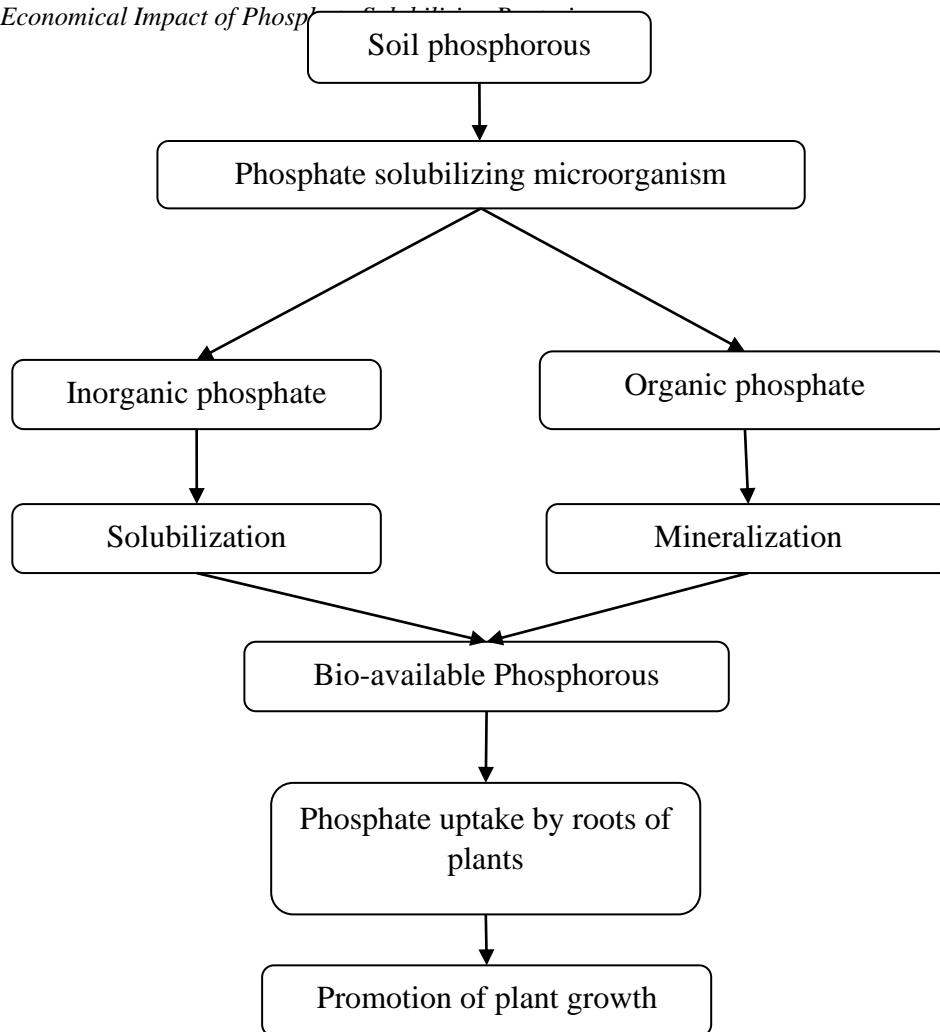 Economical Impact of
Soil phosphorous
Phosphate solubilizing microorganism
Inorganic phosphate
Organic phosphate
Solubilization
Mineralization
Bio-available Phosphorous
Phosphate uptake by roots of
plants
Promotion of plant growth